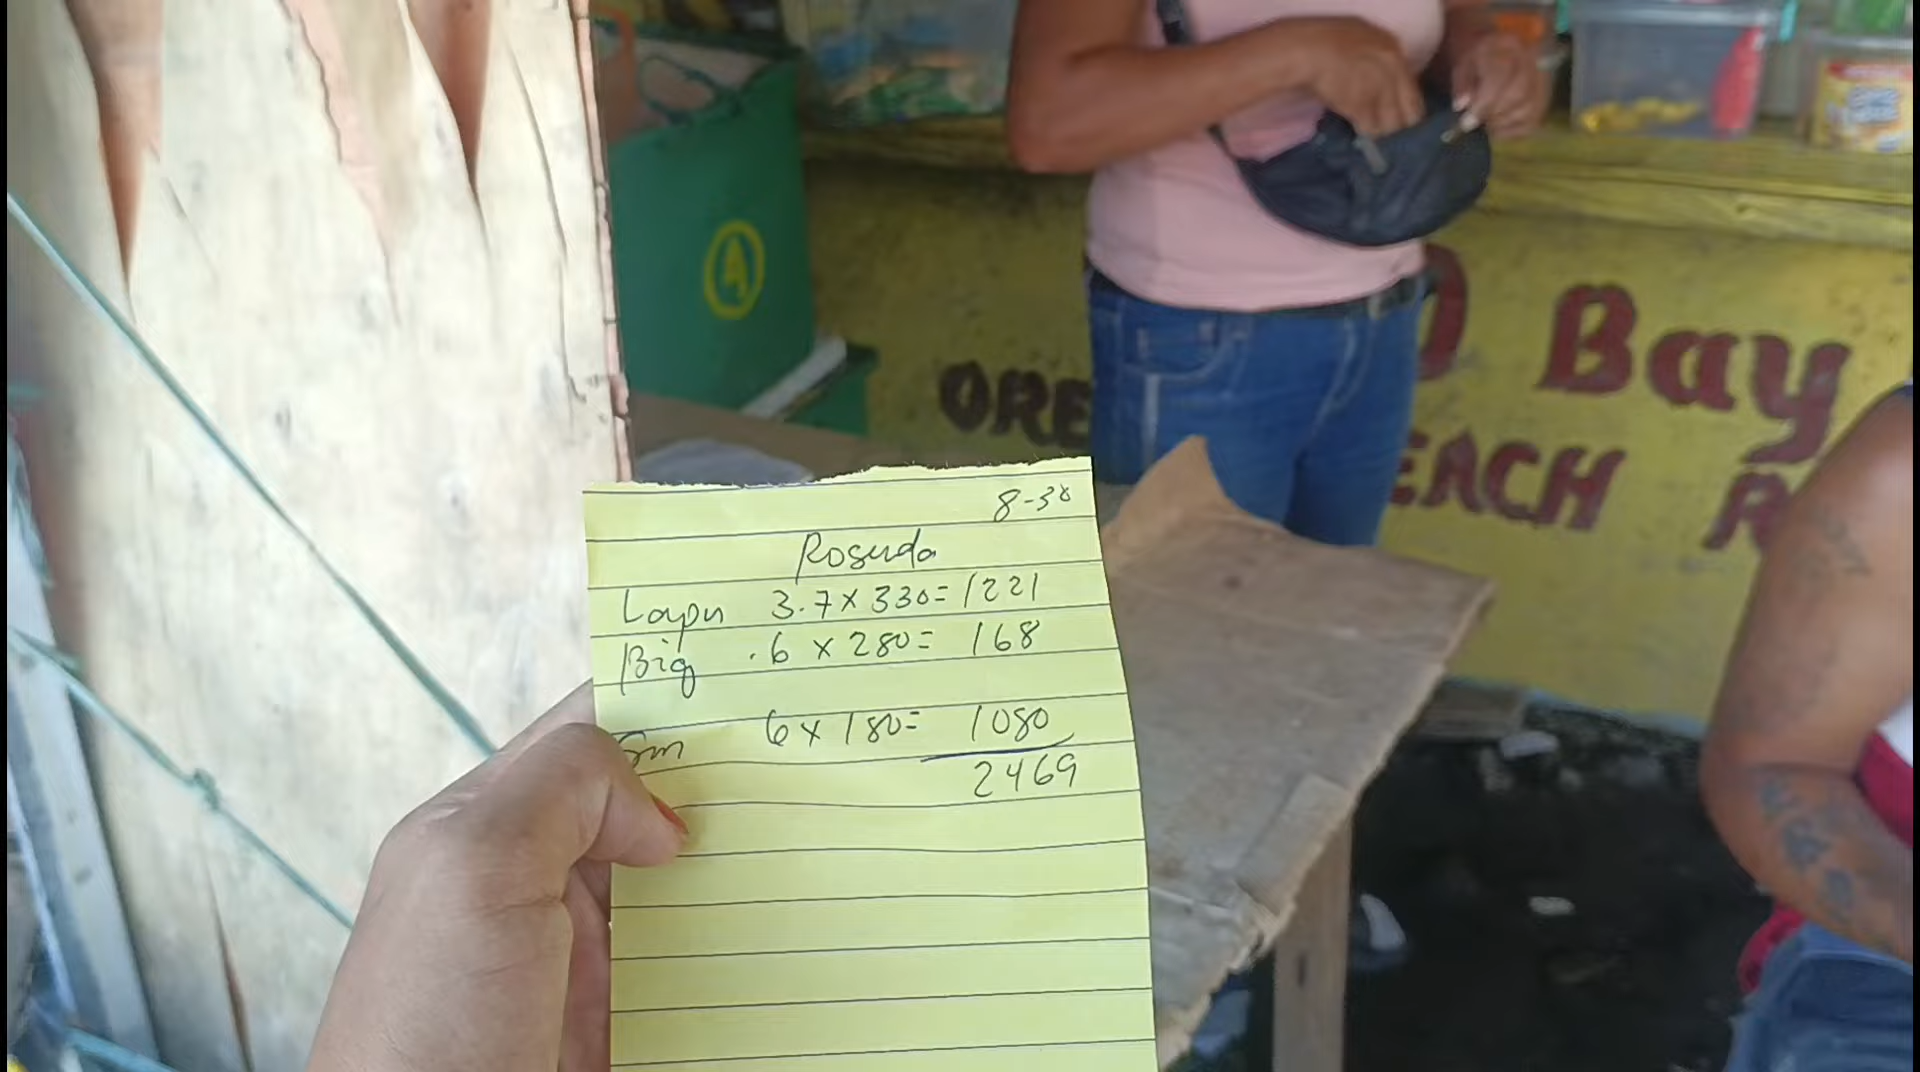 A
Bay
ORE
EACH R
8-30
Rosuda
Lapu 3.7 x 330 = 1221
Big .6 x 280 = 168
Sm 6 x 180 = 1080
2469